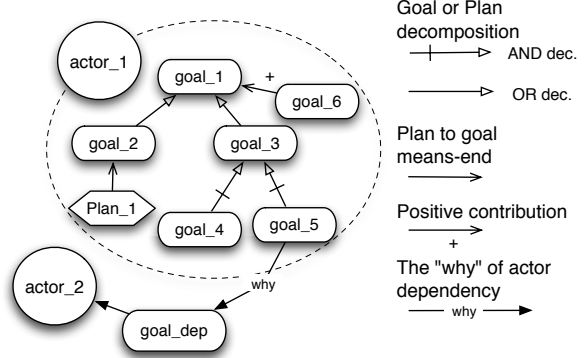 actor_1
goal_1
+
goal_6
goal_2
goal_3
Plan_1
goal_4
goal_5
why
actor_2
goal_dep
Goal or Plan
decomposition
AND dec.
OR dec.
Plan to goal
means-end
Positive contribution
+
The "why" of actor
dependency
why